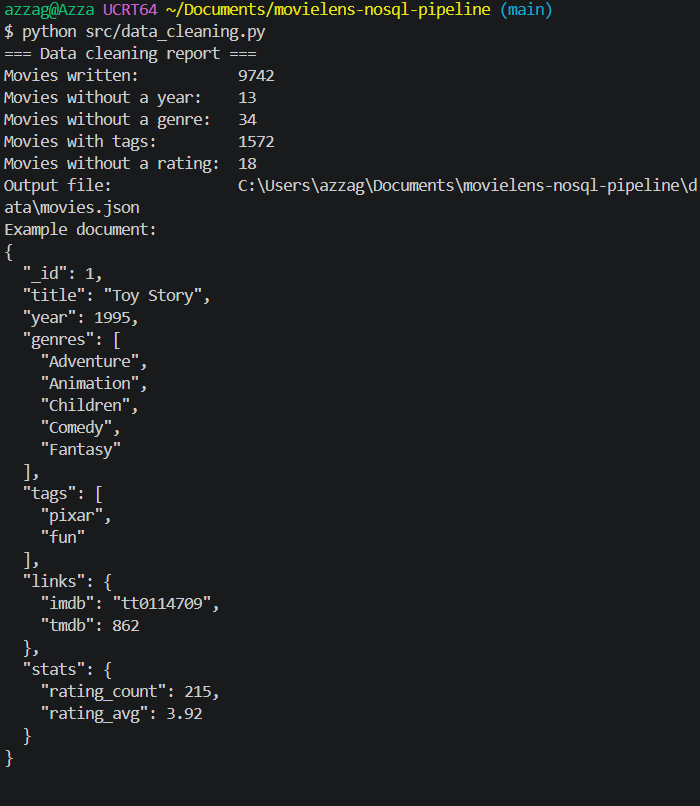 azzag@Azza UCRT64 ~/Documents/movielens-nosql-pipeline (main)
$ python src/data_cleaning.py
=== Data cleaning report ===
Movies written:           9742
Movies without a year:    13
Movies without a genre:   34
Movies with tags:         1572
Movies without a rating:  18
Output file:              C:\Users\azzag\Documents\movielens-nosql-pipeline\d
ata\movies.json
Example document:
{
  "_id": 1,
  "title": "Toy Story",
  "year": 1995,
  "genres": [
    "Adventure",
    "Animation",
    "Children",
    "Comedy",
    "Fantasy"
  ],
  "tags": [
    "pixar",
    "fun"
  ],
  "links": {
    "imdb": "tt0114709",
    "tmdb": 862
  },
  "stats": {
    "rating_count": 215,
    "rating_avg": 3.92
  }
}